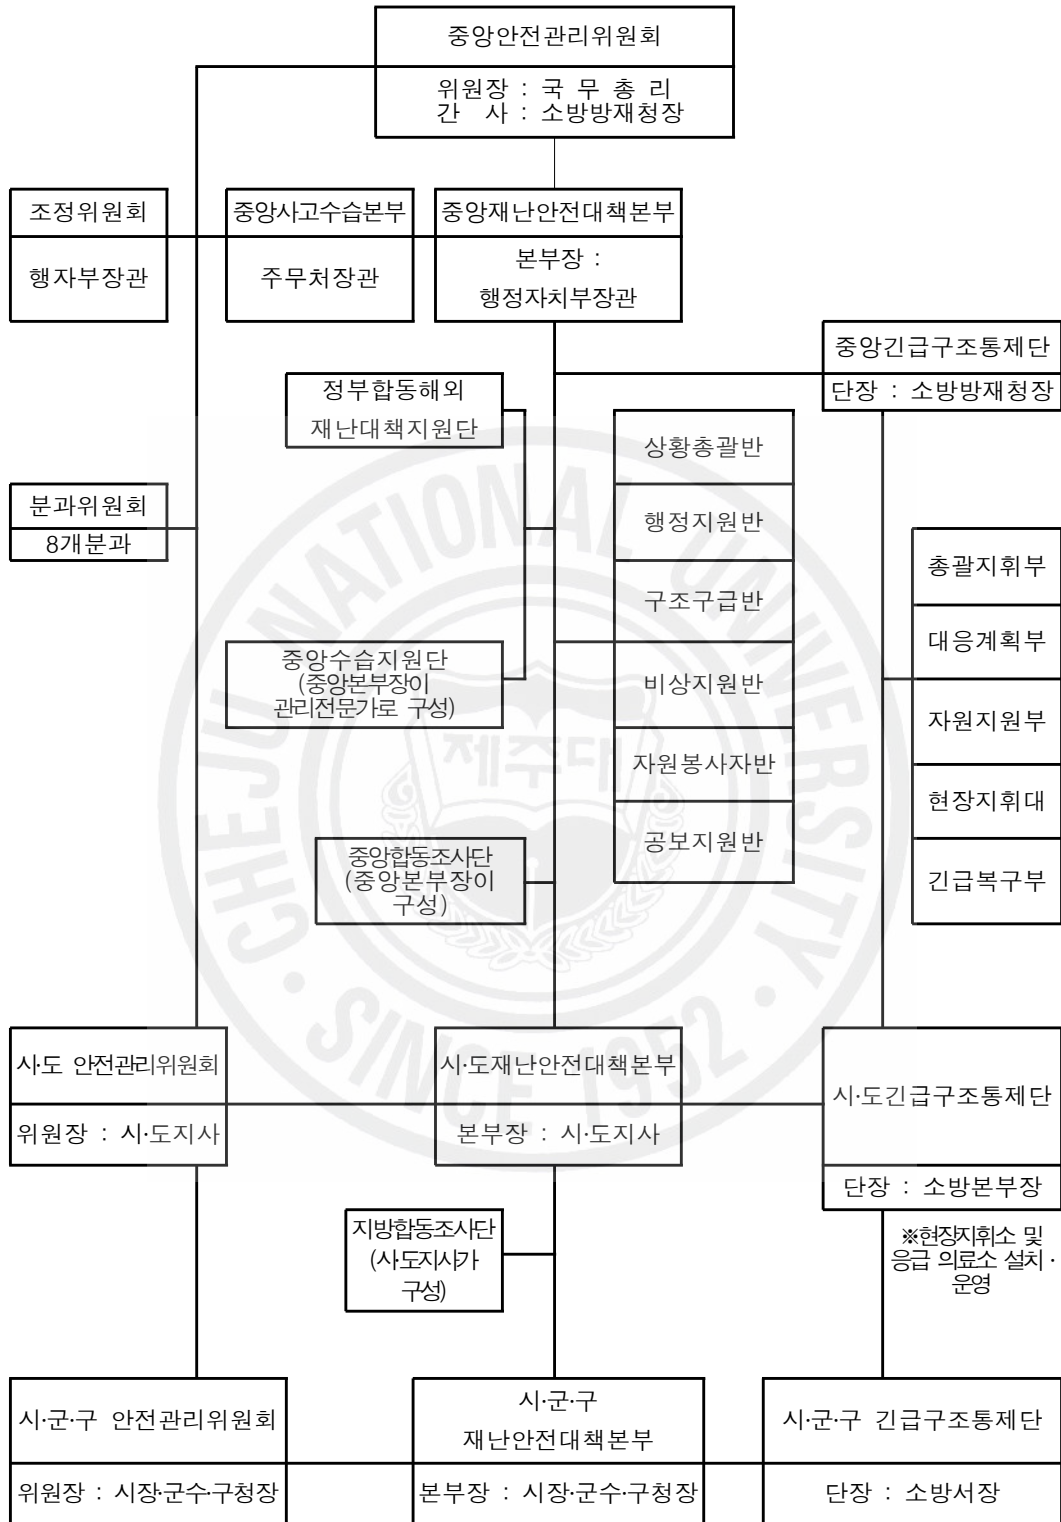 중앙안전관리위원회
위원장 : 국 무 총 리
간 사 : 소방방재청장
조정위원회
행자부장관
중앙사고수습본부
주무처장관
중앙재난안전대책본부
본부장 :
행정자치부장관
중앙긴급구조통제단
단장 : 소방방재청장
정부합동해외
재난대책지원단
상황총괄반
행정지원반
구조구급반
비상지원반
자원봉사자반
공보지원반
분과위원회
8개분과
총괄지휘부
대응계획부
자원지원부
현장지휘대
긴급복구부
중앙수습지원단
(중앙본부장이
관리전문가로 구성)
중앙합동조사단
(중앙본부장이
구성)
시·도 안전관리위원회
위원장 : 시·도지사
시·도재난안전대책본부
본부장 : 시·도지사
시·도긴급구조통제단
단장 : 소방본부장
※현장지휘소 및
응급 의료소 설치 ·
운영
지방합동조사단
(시·도지사가
구성)
시·군·구 안전관리위원회
위원장 : 시장·군수·구청장
시·군·구
재난안전대책본부
본부장 : 시장·군수·구청장
시·군·구 긴급구조통제단
단장 : 소방서장
CHEJU NATIONAL UNIVERSITY
제주대
SINCE 1952